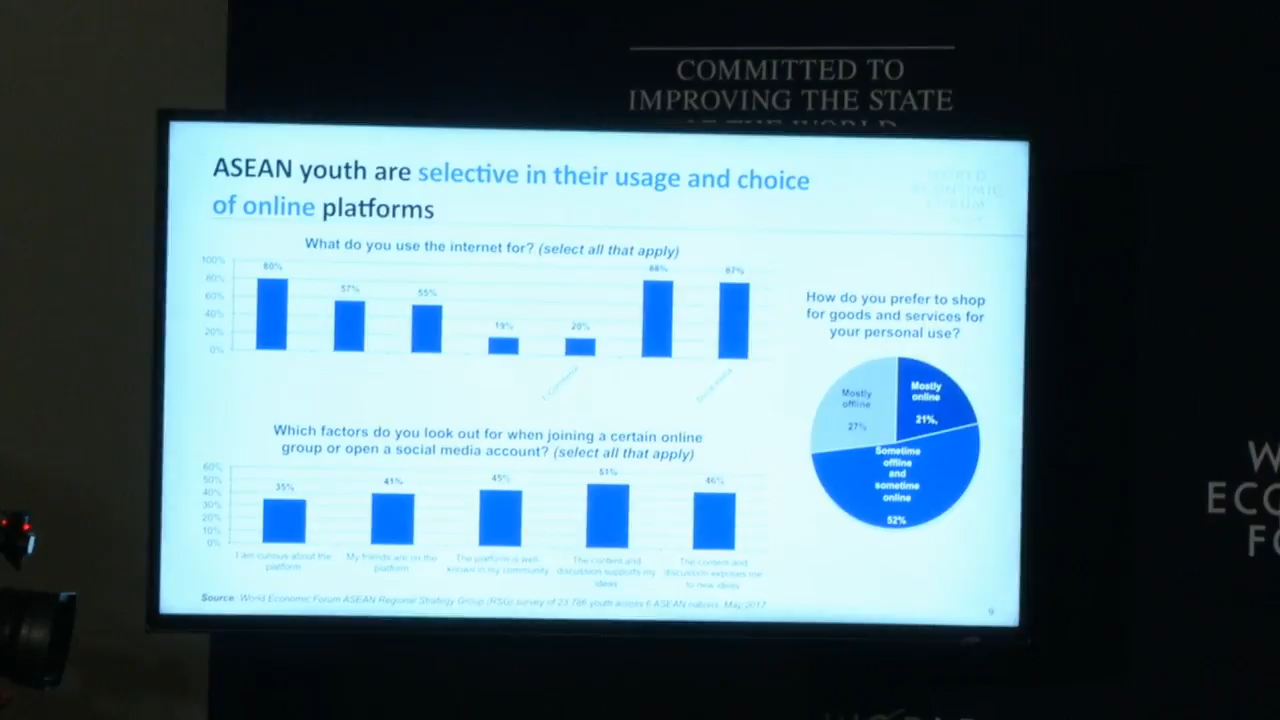 COMMITTED TO
IMPROVING THE STATE
ASEAN youth are selective in their usage and choice
of online platforms
WORLD
ECONOMIC
FORUM
What do you use the internet for? (select all that apply)
100%
80%
60%
40%
20%
0%
80%
57%
55%
19%
20%
Which factors do you look out for when joining a certain online
group or open a social media account? (select all that apply)
60%
50%
40%
30%
20%
10%
0%
35%
41%
45%
51%
46%
I am curious about the
platform
My friends are on the
platform
The platform is well-
known in my community
The content and
discussion supports my
ideas
The content and
discussion exposes me
to new ideas
Source: World Economic Forum ASEAN Regional Strategy Group (RSG) survey of youth across 6 ASEAN nations, May 2017
How do you prefer to shop
for goods and services for
your personal use?
Mostly
offline
27%
Mostly
online
21%,
Sometime
offline
and
sometime
online
52%
9
W
ECO
FO